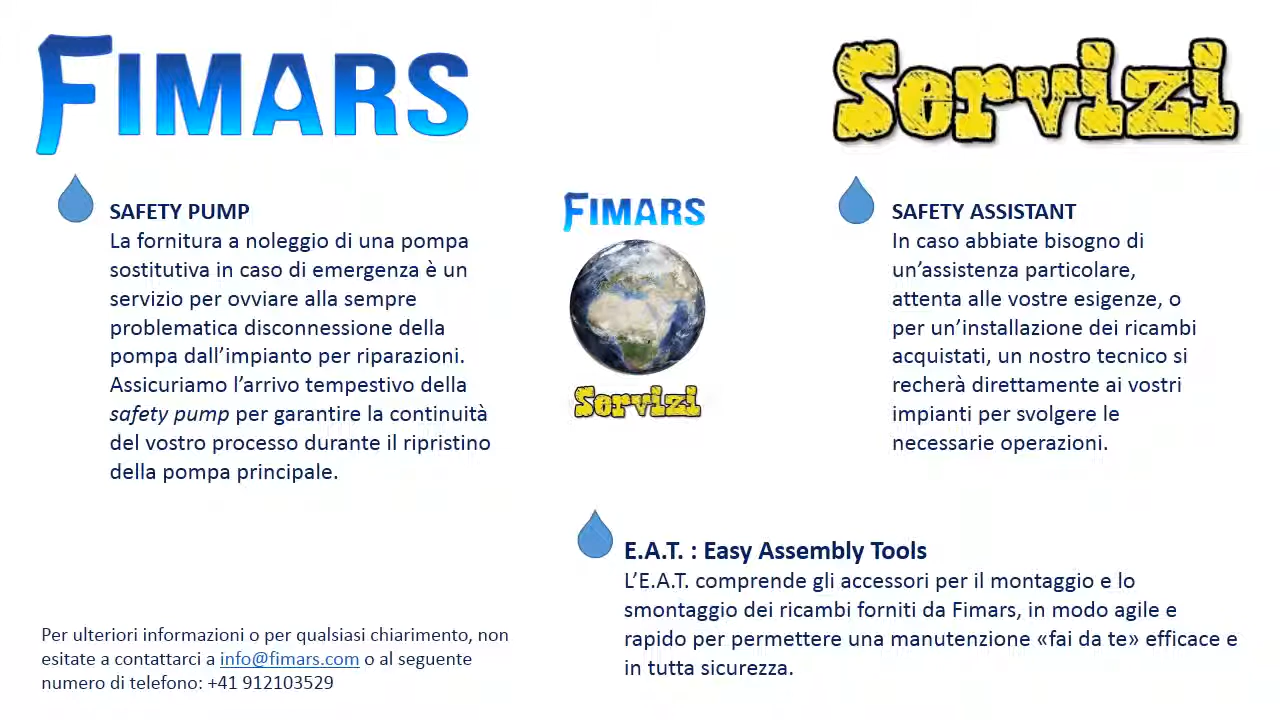 FIMARS
Servizi
SAFETY PUMP
La fornitura a noleggio di una pompa
sostitutiva in caso di emergenza è un
servizio per ovviare alla sempre
problematica disconnessione della
pompa dall’impianto per riparazioni.
Assicuriamo l’arrivo tempestivo della
safety pump per garantire la continuità
del vostro processo durante il ripristino
della pompa principale.
FIMARS
Servizi
SAFETY ASSISTANT
In caso abbiate bisogno di
un’assistenza particolare,
attenta alle vostre esigenze, o
per un’installazione dei ricambi
acquistati, un nostro tecnico si
recherà direttamente ai vostri
impianti per svolgere le
necessarie operazioni.
E.A.T. : Easy Assembly Tools
L’E.A.T. comprende gli accessori per il montaggio e lo
smontaggio dei ricambi forniti da Fimars, in modo agile e
rapido per permettere una manutenzione «fai da te» efficace e
in tutta sicurezza.
Per ulteriori informazioni o per qualsiasi chiarimento, non
esitate a contattarci a info@fimars.com o al seguente
numero di telefono: +41 912103529